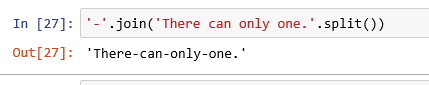 In [27]: '-'.join('There can only one.'.split())
Out[27]: 'There-can-only-one.'